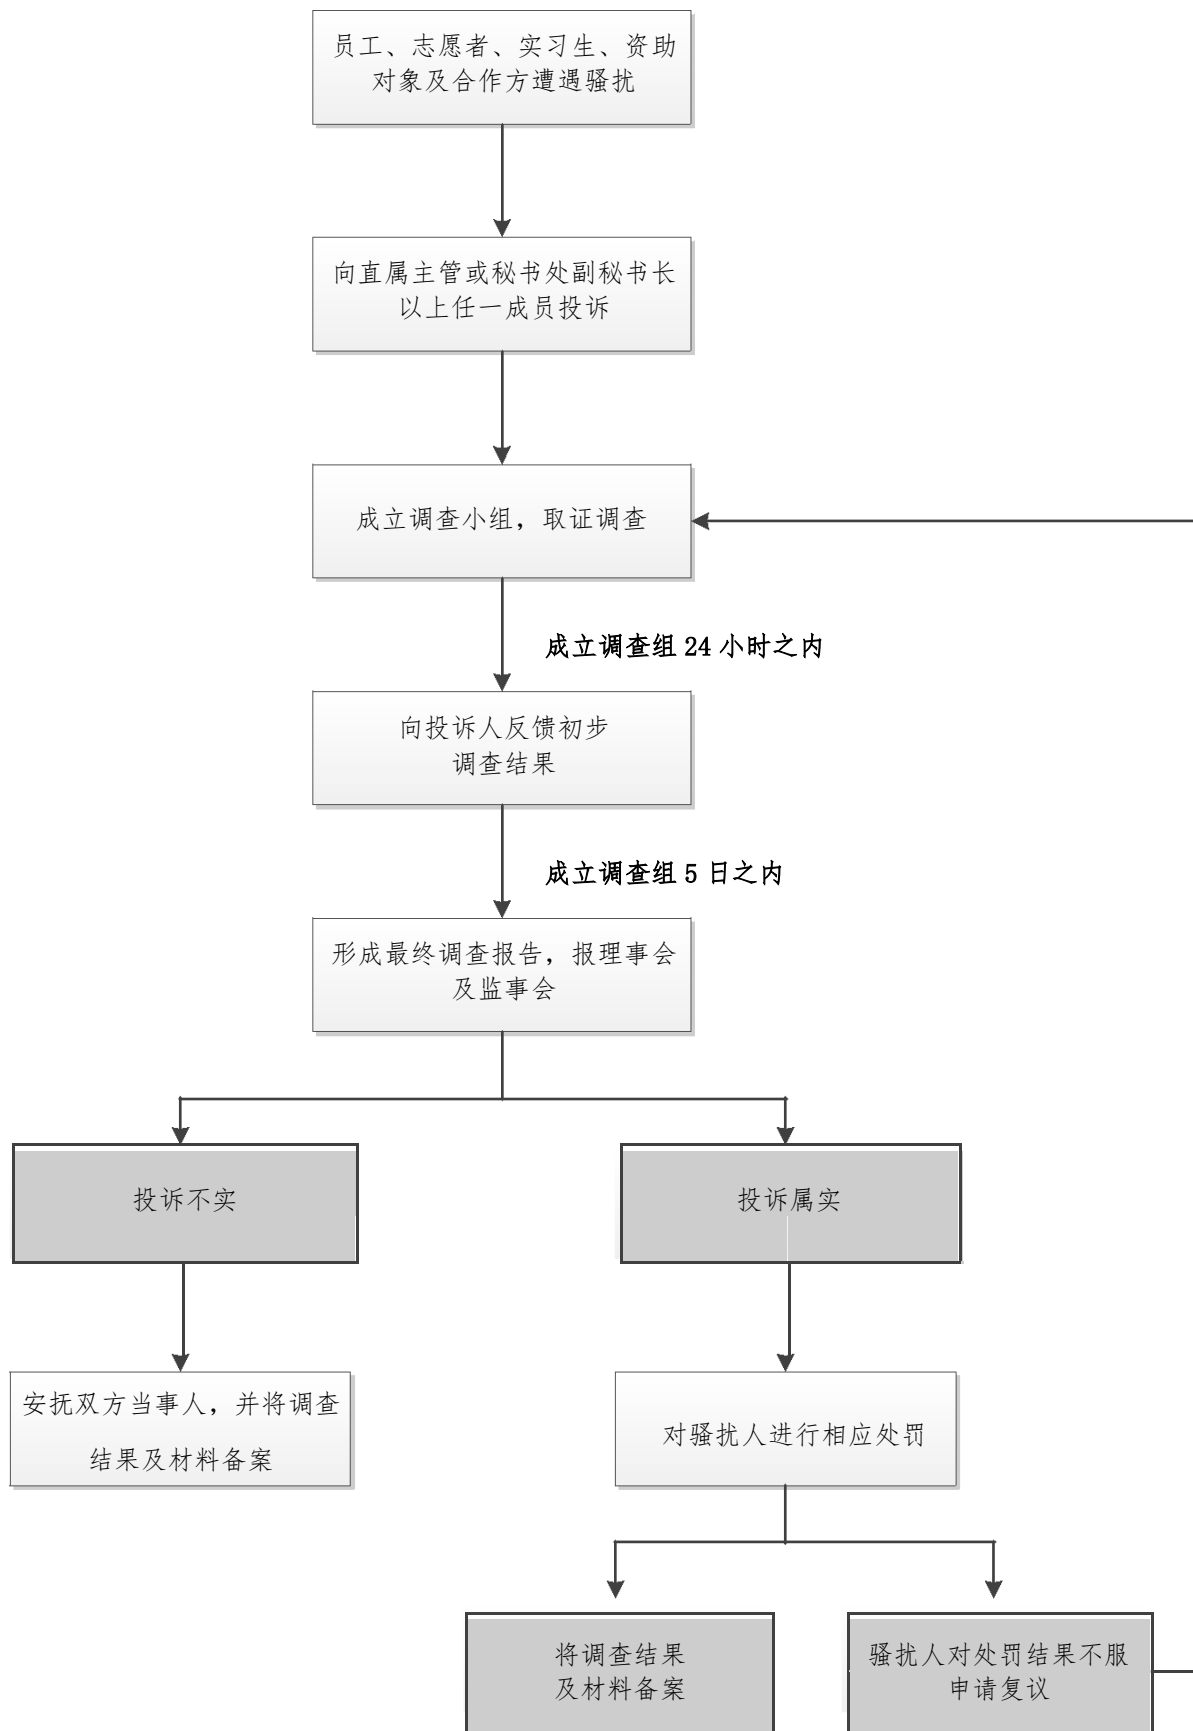 员工、志愿者、实习生、资助
对象及合作方遭遇骚扰
向直属主管或秘书处副秘书长
以上任一成员投诉
成立调查小组，取证调查
成立调查组 24 小时之内
向投诉人反馈初步
调查结果
成立调查组 5 日之内
形成最终调查报告，报理事会
及监事会
投诉不实
投诉属实
安抚双方当事人，并将调查
结果及材料备案
对骚扰人进行相应处罚
将调查结果
及材料备案
骚扰人对处罚结果不服
申请复议